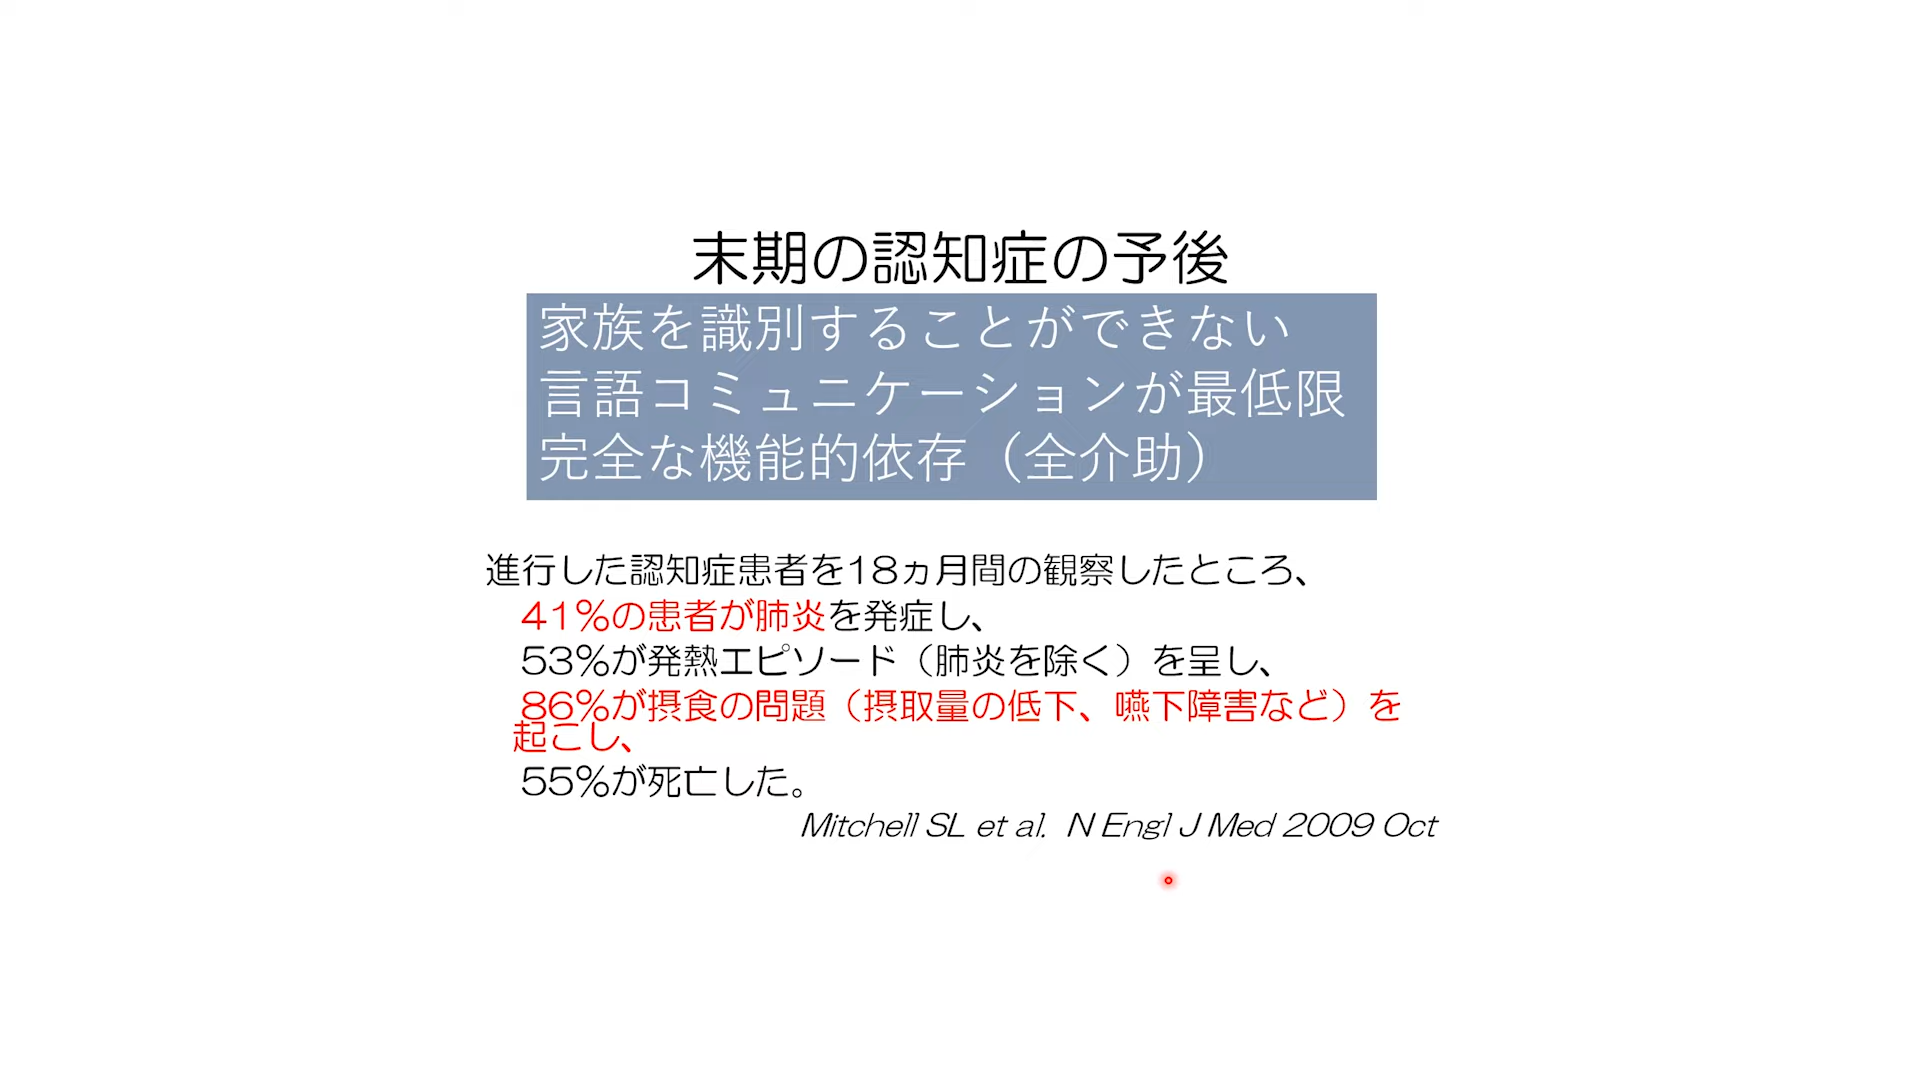 末期の認知症の予後
家族を識別することができない
言語コミュニケーションが最低限
完全な機能的依存（全介助）
進行した認知症患者を18ヵ月間の観察したところ、
41%の患者が肺炎を発症し、
53%が発熱エピソード（肺炎を除く）を呈し、
86%が摂食の問題（摂取量の低下、嚥下障害など）を
起こし、
55%が死亡した。
Mitchell SL et al. N Engl J Med 2009 Oct